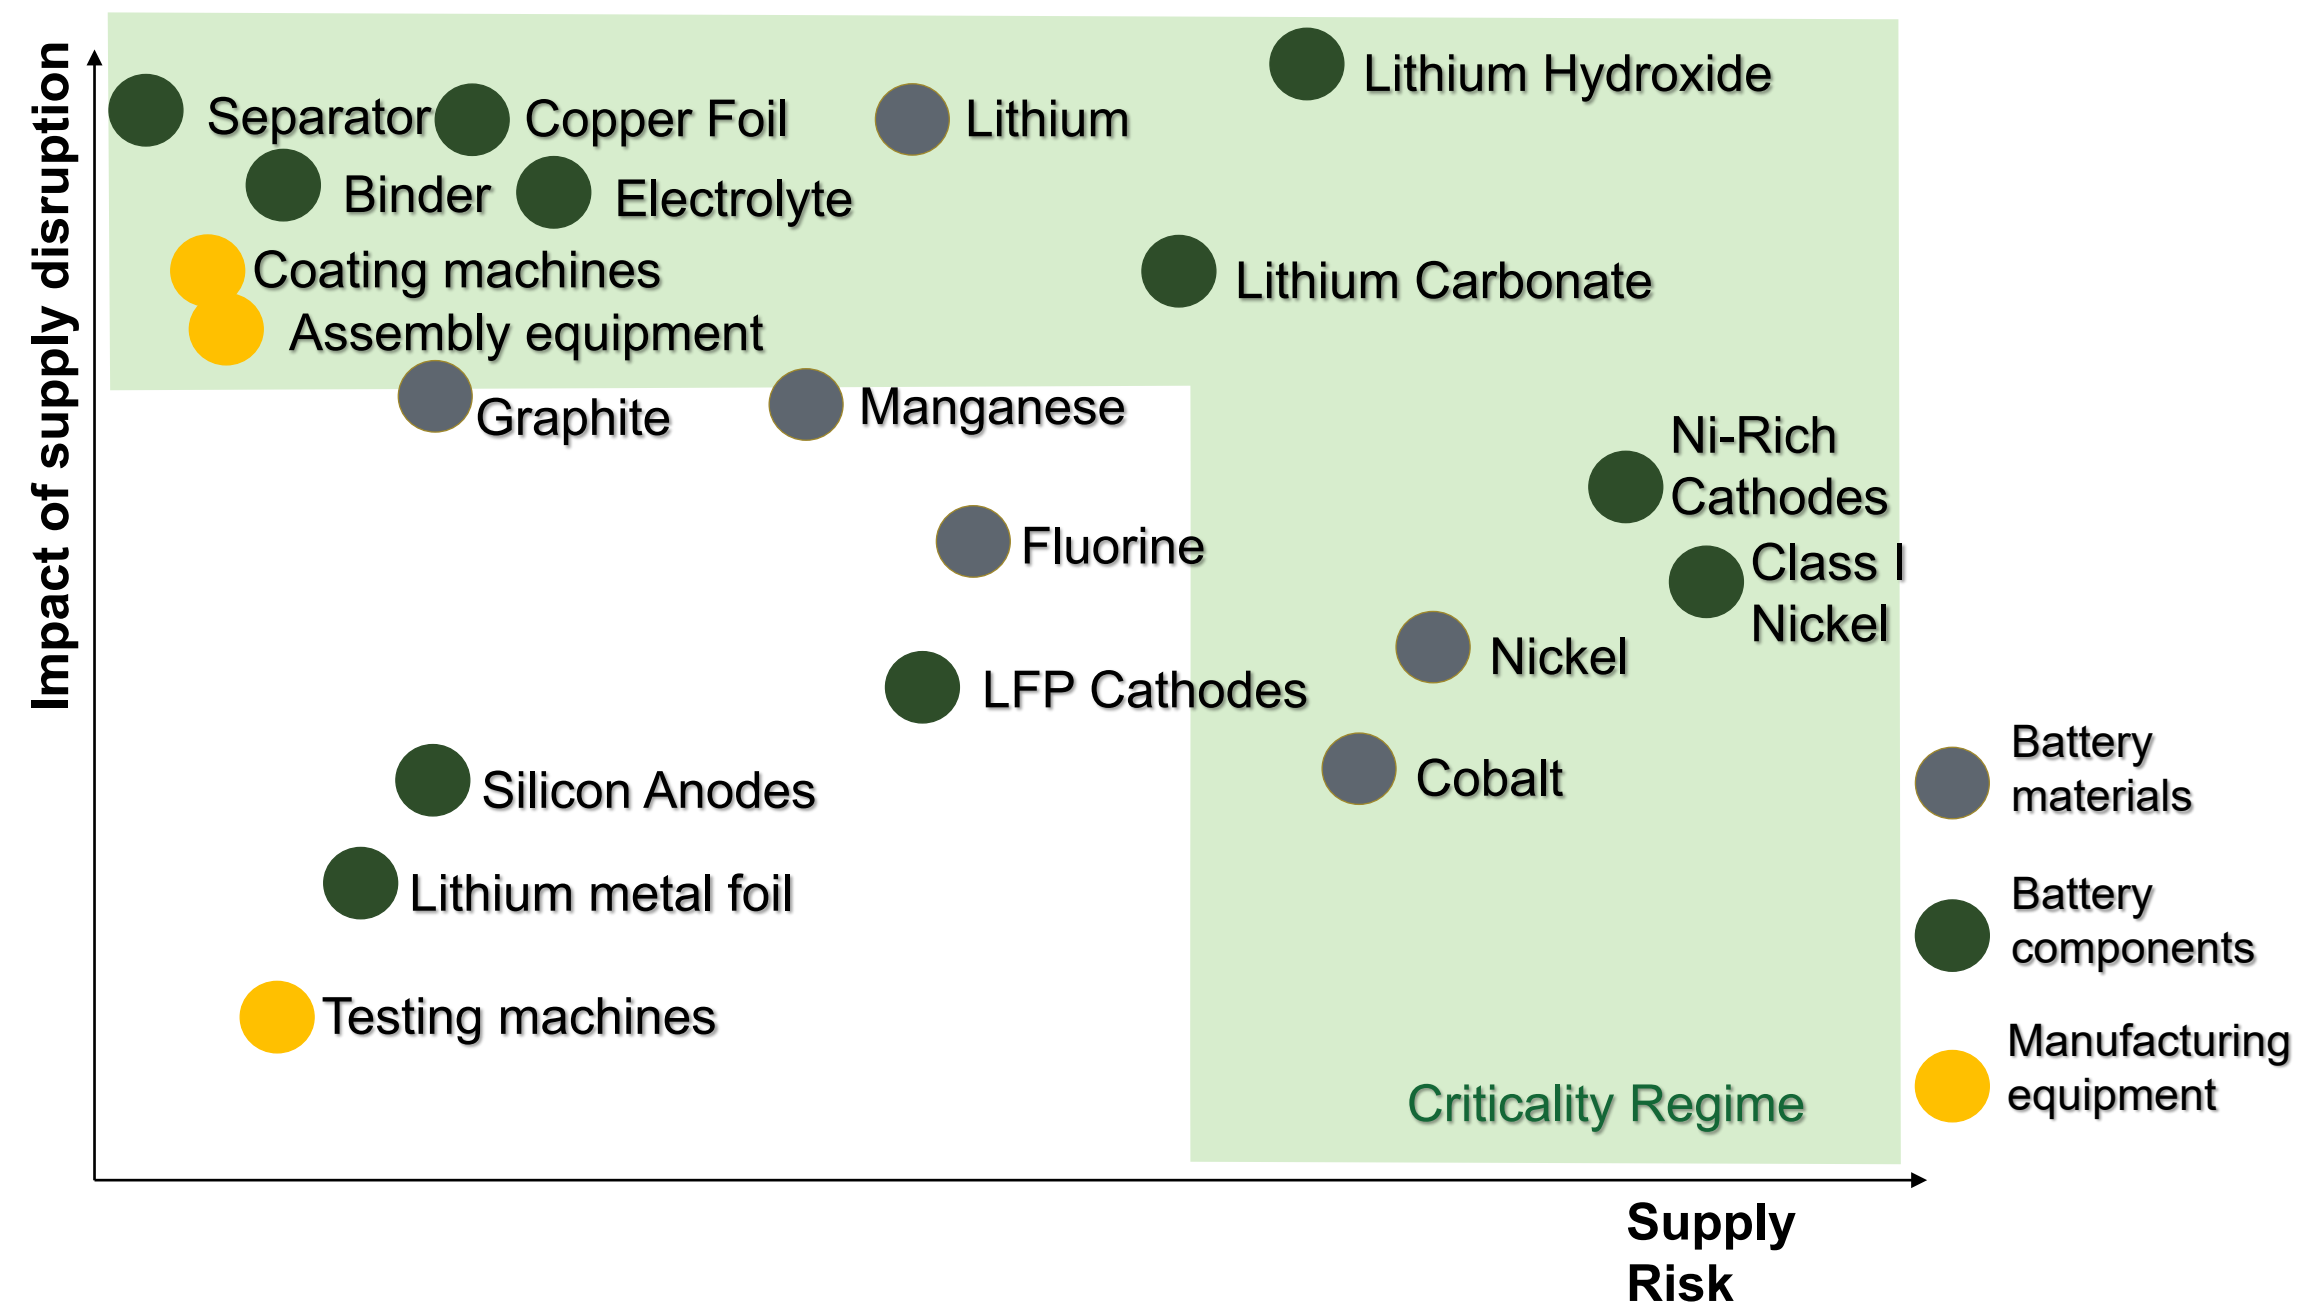 Impact of supply disruption
Lithium Hydroxide
Separator
Copper Foil
Lithium
Binder
Electrolyte
Coating machines
Lithium Carbonate
Assembly equipment
Graphite
Manganese
Ni-Rich
Cathodes
Fluorine
Class I
Nickel
Nickel
LFP Cathodes
Cobalt
Silicon Anodes
Lithium metal foil
Testing machines
Criticality Regime
Battery
materials
Battery
components
Manufacturing
equipment
Supply
Risk